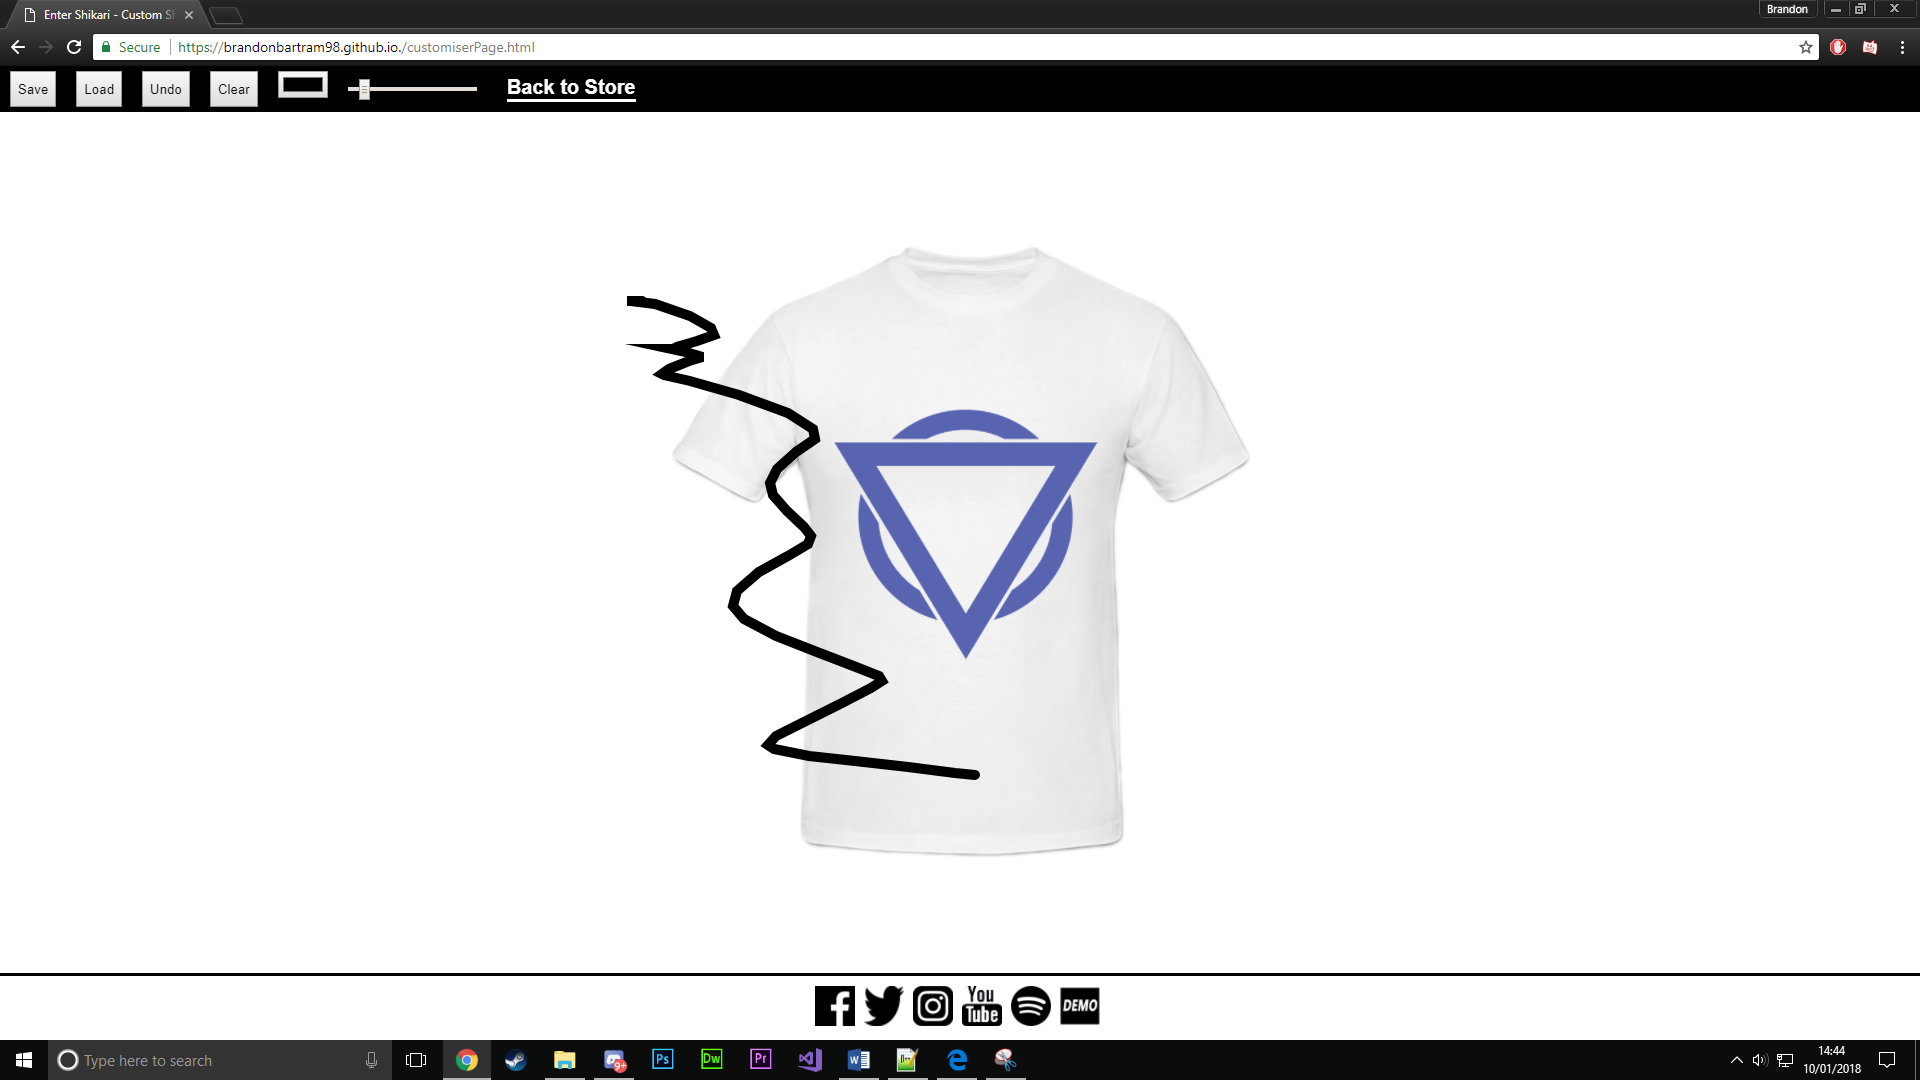 Enter Shikari - Custom S
Brandon
Secure
https://brandonbartram98.github.io./customiserPage.html
Save
Load
Undo
Clear
Back to Store
You
Tube
DEMO
Type here to search
9+
Ps
Dw
Pr
14:44
10/01/2018